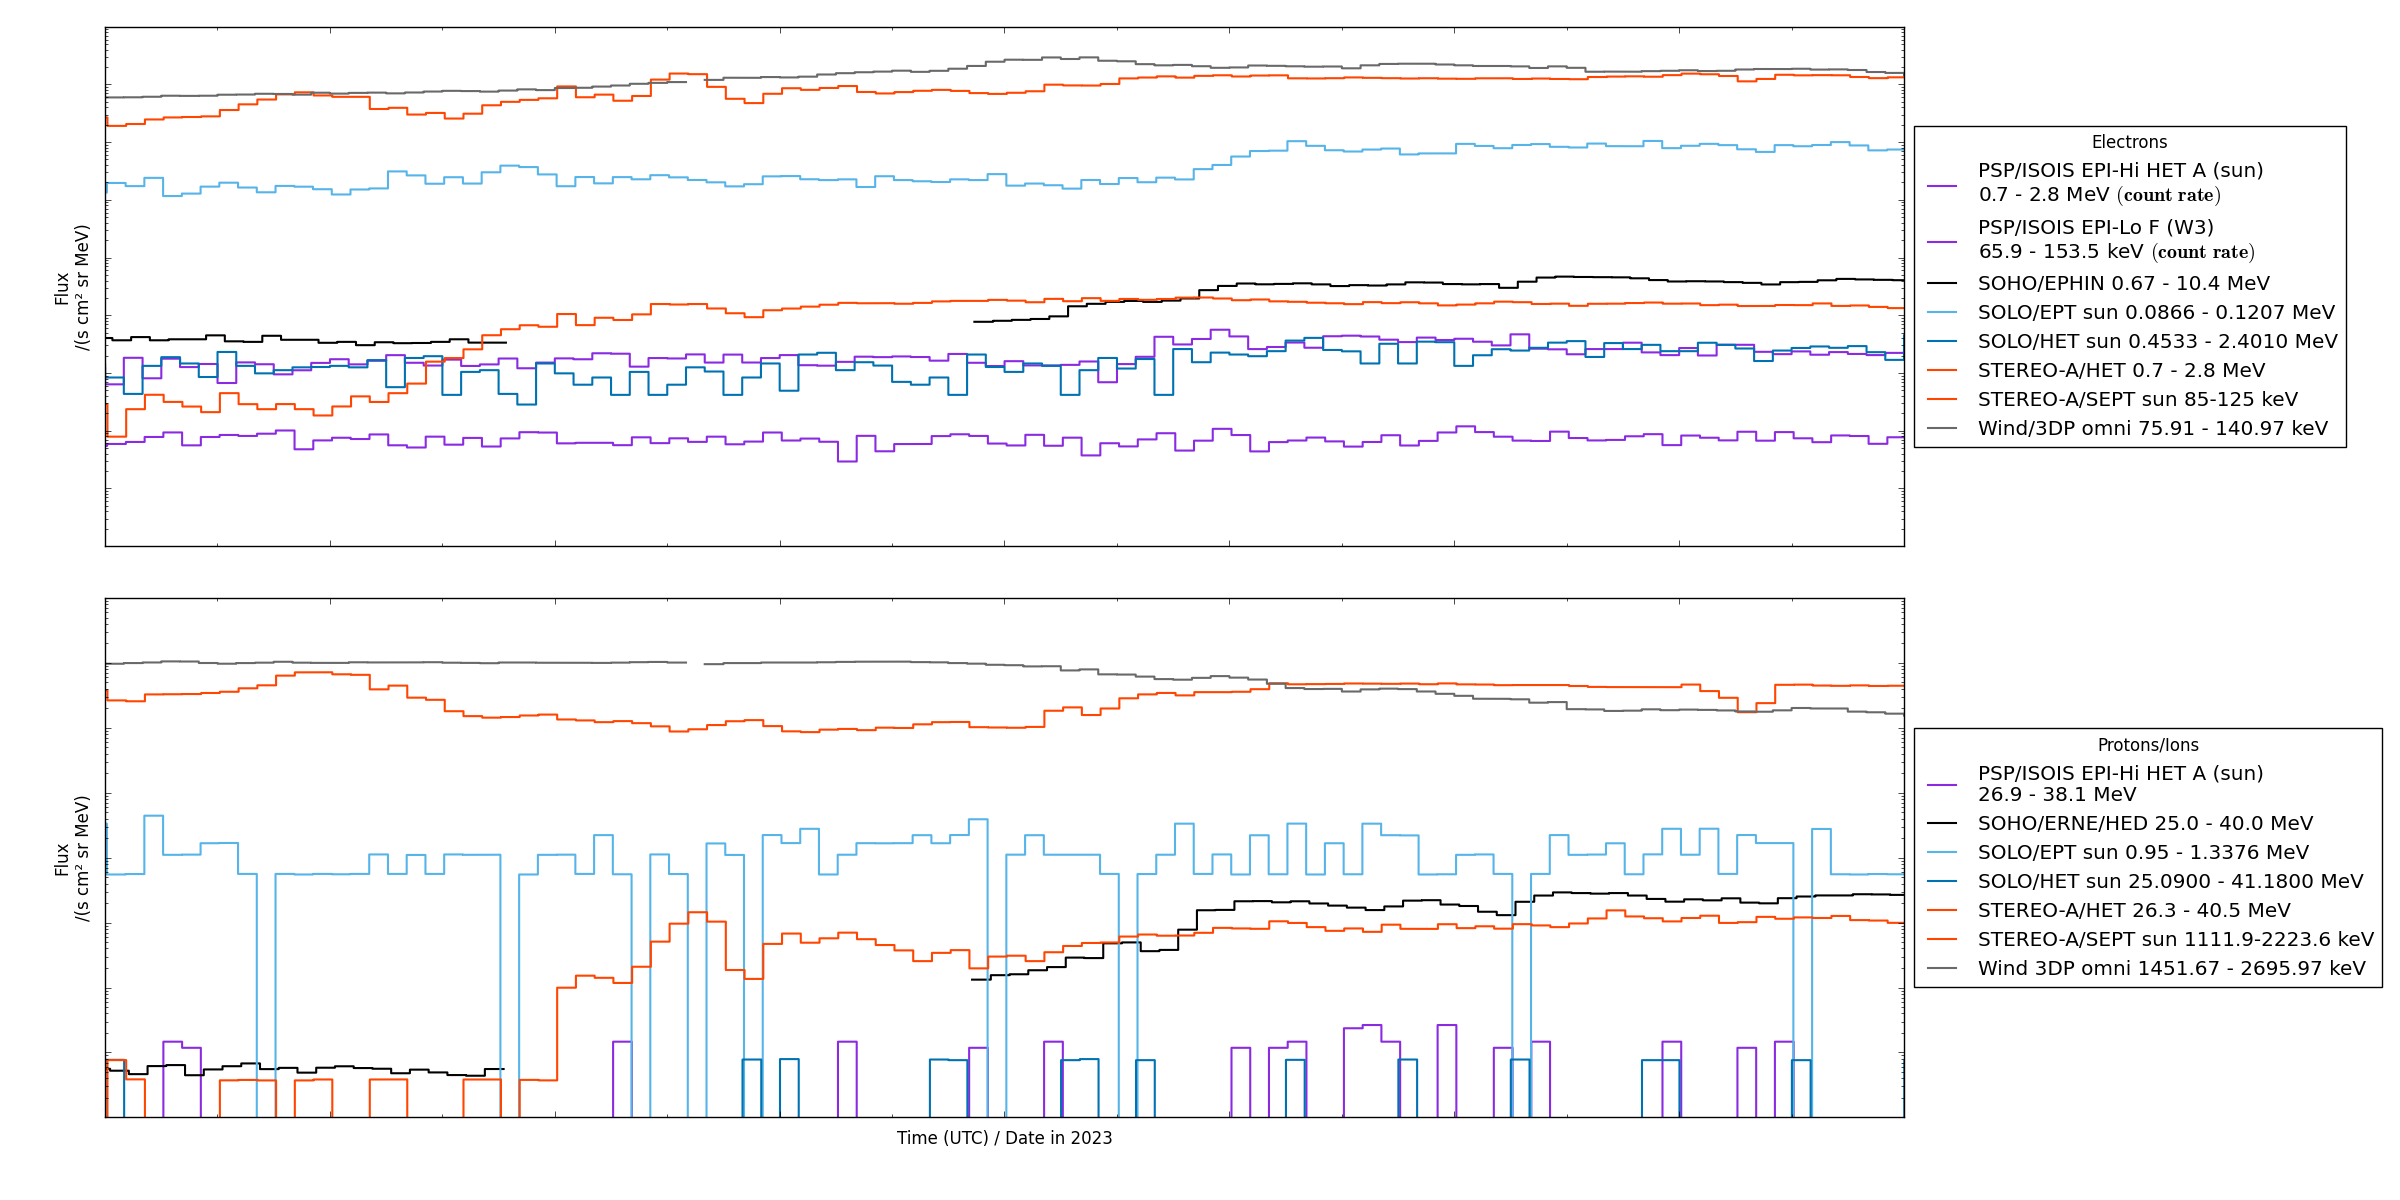 Flux
/(s cm² sr MeV)
Electrons
PSP/ISOIS EPI-Hi HET A (sun)
0.7 - 2.8 MeV (count rate)
PSP/ISOIS EPI-Lo F (W3)
65.9 - 153.5 keV (count rate)
SOHO/EPHIN 0.67 - 10.4 MeV
SOLO/EPT sun 0.0866 - 0.1207 MeV
SOLO/HET sun 0.4533 - 2.4010 MeV
STEREO-A/HET 0.7 - 2.8 MeV
STEREO-A/SEPT sun 85-125 keV
Wind/3DP omni 75.91 - 140.97 keV
Flux
/(s cm² sr MeV)
Protons/Ions
PSP/ISOIS EPI-Hi HET A (sun)
26.9 - 38.1 MeV
SOHO/ERNE/HED 25.0 - 40.0 MeV
SOLO/EPT sun 0.95 - 1.3376 MeV
SOLO/HET sun 25.0900 - 41.1800 MeV
STEREO-A/HET 26.3 - 40.5 MeV
STEREO-A/SEPT sun 1111.9-2223.6 keV
Wind 3DP omni 1451.67 - 2695.97 keV
Time (UTC) / Date in 2023